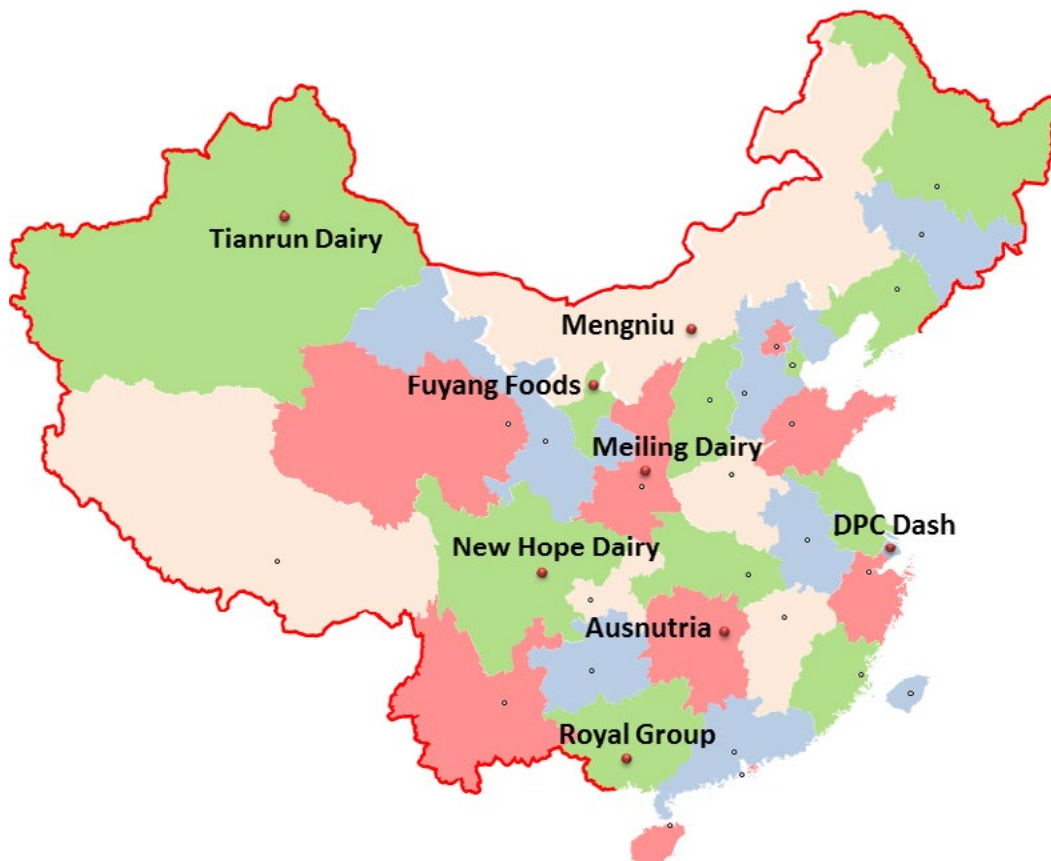 Tianrun Dairy
Mengniu
Fuyang Foods
Meiling Dairy
DPC Dash
New Hope Dairy
Ausnutria
Royal Group